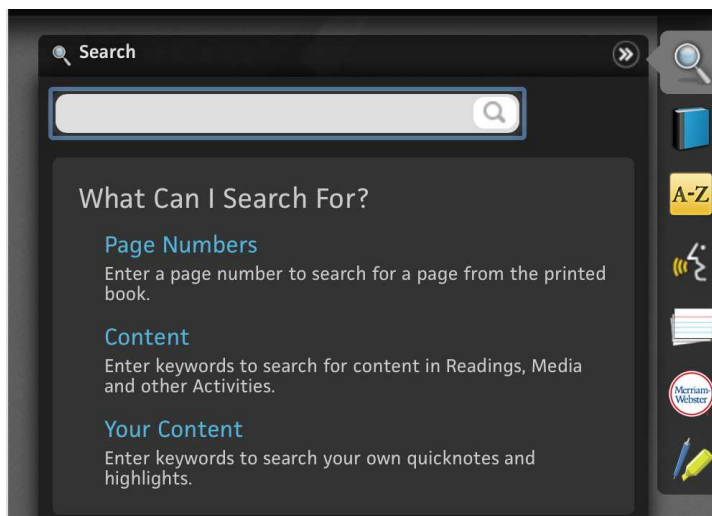 Search
What Can I Search For?
Page Numbers
Enter a page number to search for a page from the printed
book.
Content
Enter keywords to search for content in Readings, Media
and other Activities.
Your Content
Enter keywords to search your own quicknotes and
highlights.
A-Z
Merriam-
Webster